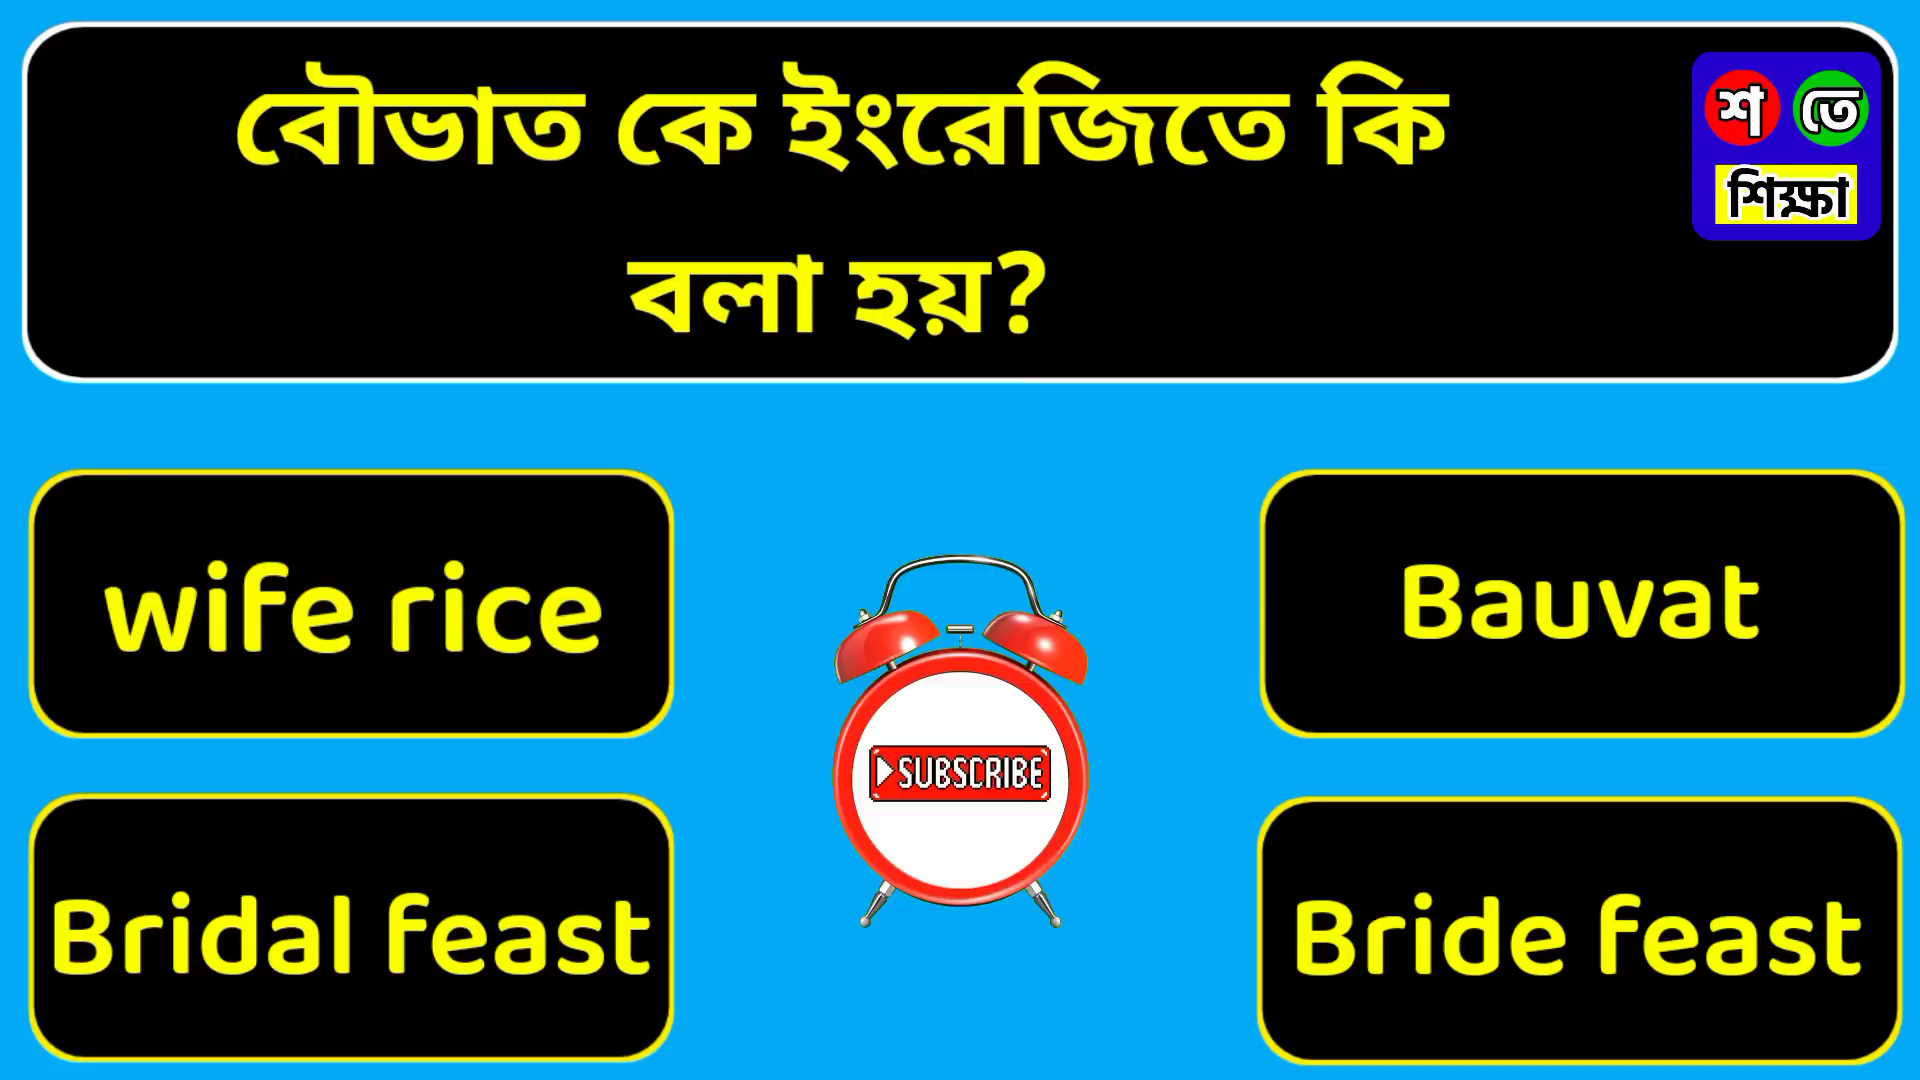 বৌভাত কে ইংরেজিতে কি
বলা হয়?
শ তে
শিক্ষা
wife rice
Bauvat
SUBSCRIBE
Bridal feast
Bride feast